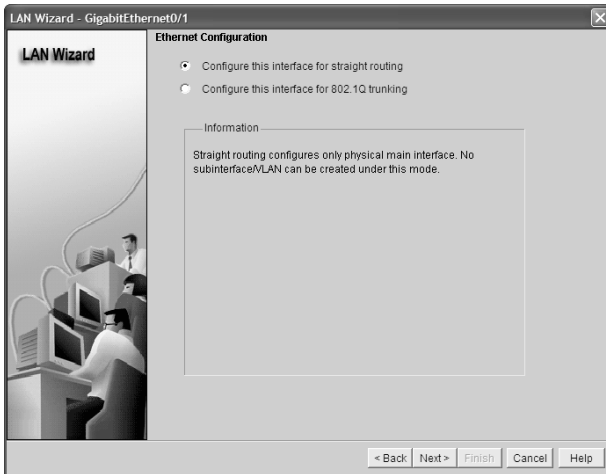 LAN Wizard - GigabitEthernet0/1
LAN Wizard
Ethernet Configuration
Configure this interface for straight routing
Configure this interface for 802.1Q trunking
Information
Straight routing configures only physical main interface. No
subinterface/VLAN can be created under this mode.
< Back Next > Finish Cancel Help